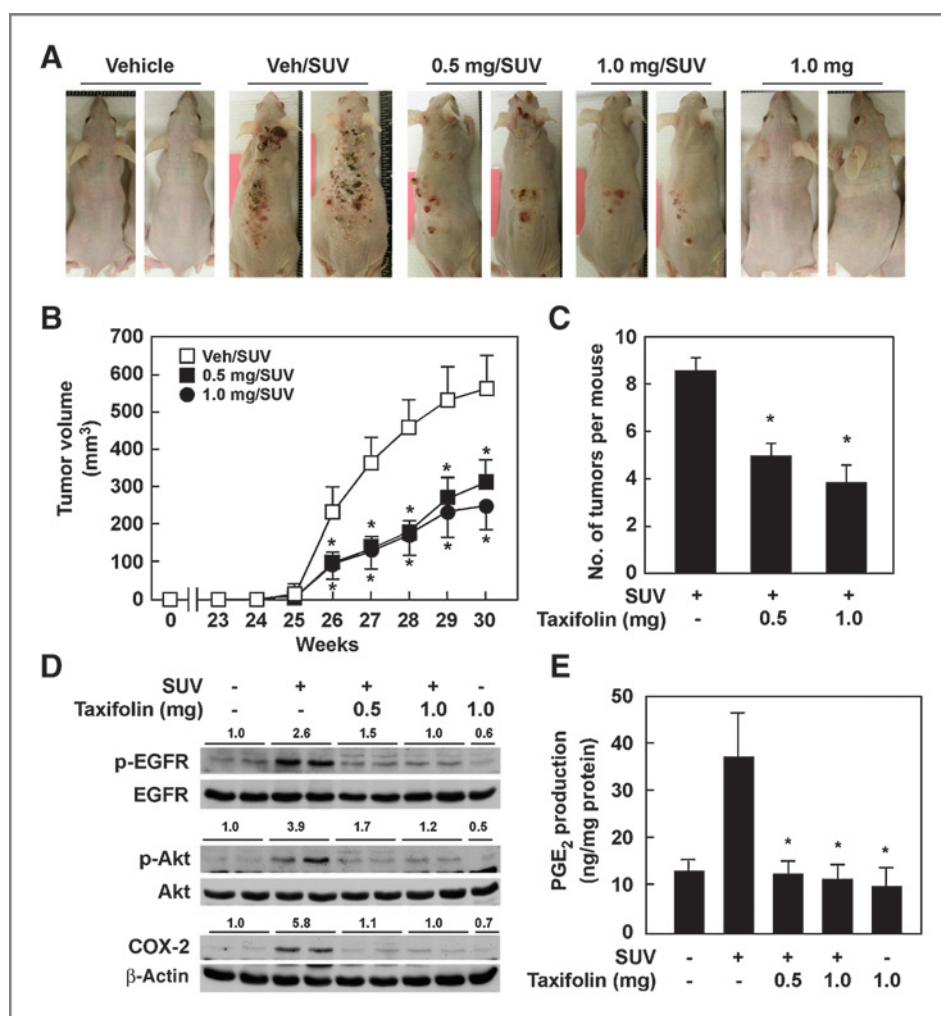 A
Vehicle Veh/SUV 0.5 mg/SUV 1.0 mg/SUV 1.0 mg
B
Tumor volume
(mm³)
700
600
500
400
300
200
100
0
Veh/SUV
0.5 mg/SUV
1.0 mg/SUV
* * * * *
* * * * *
0 23 24 25 26 27 28 29 30
Weeks
C
No. of tumors per mouse
10
8
6
4
2
0
* *
SUV + + +
Taxifolin (mg) - 0.5 1.0
D
SUV - + + + -
Taxifolin (mg) - - 0.5 1.0 1.0
1.0 2.6 1.5 1.0 0.6
p-EGFR
EGFR
1.0 3.9 1.7 1.2 0.5
p-Akt
Akt
1.0 5.8 1.1 1.0 0.7
COX-2
β-Actin
E
PGE₂ production
(ng/mg protein)
50
40
30
20
10
0
* * *
SUV - + + + -
Taxifolin (mg) - - 0.5 1.0 1.0